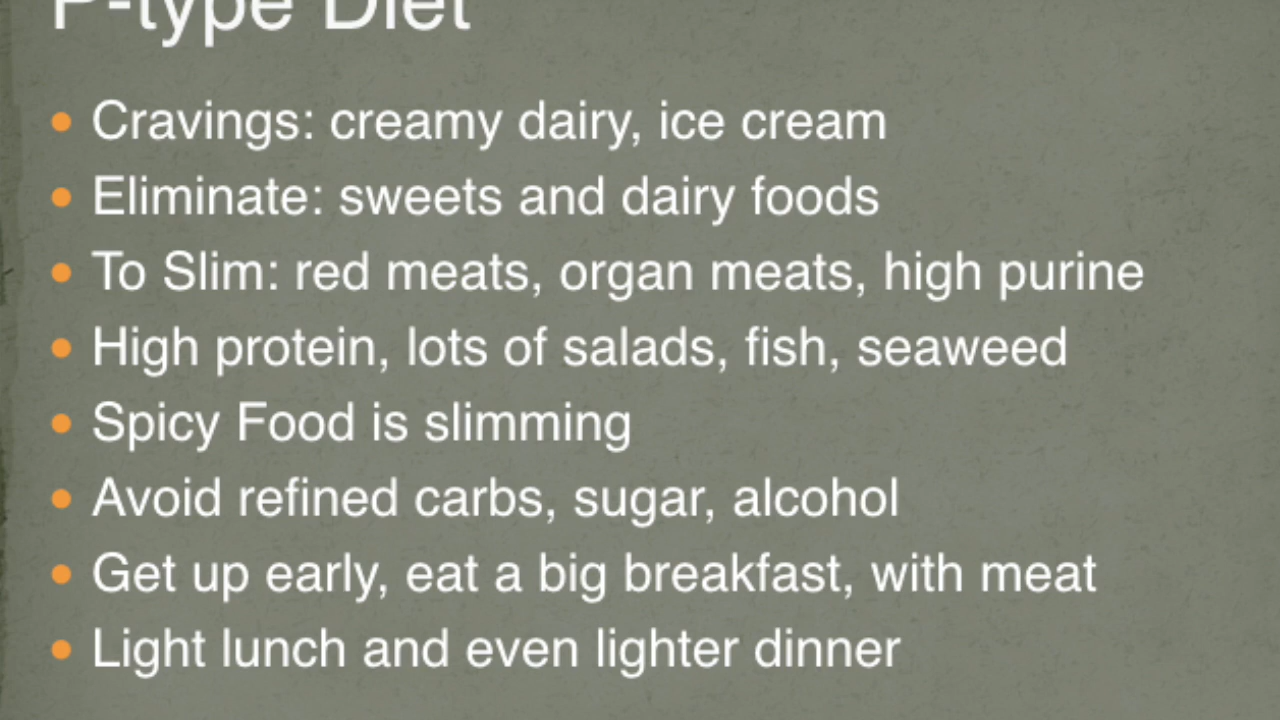 P-type Diet
• Cravings: creamy dairy, ice cream
• Eliminate: sweets and dairy foods
• To Slim: red meats, organ meats, high purine
• High protein, lots of salads, fish, seaweed
• Spicy Food is slimming
• Avoid refined carbs, sugar, alcohol
• Get up early, eat a big breakfast, with meat
• Light lunch and even lighter dinner